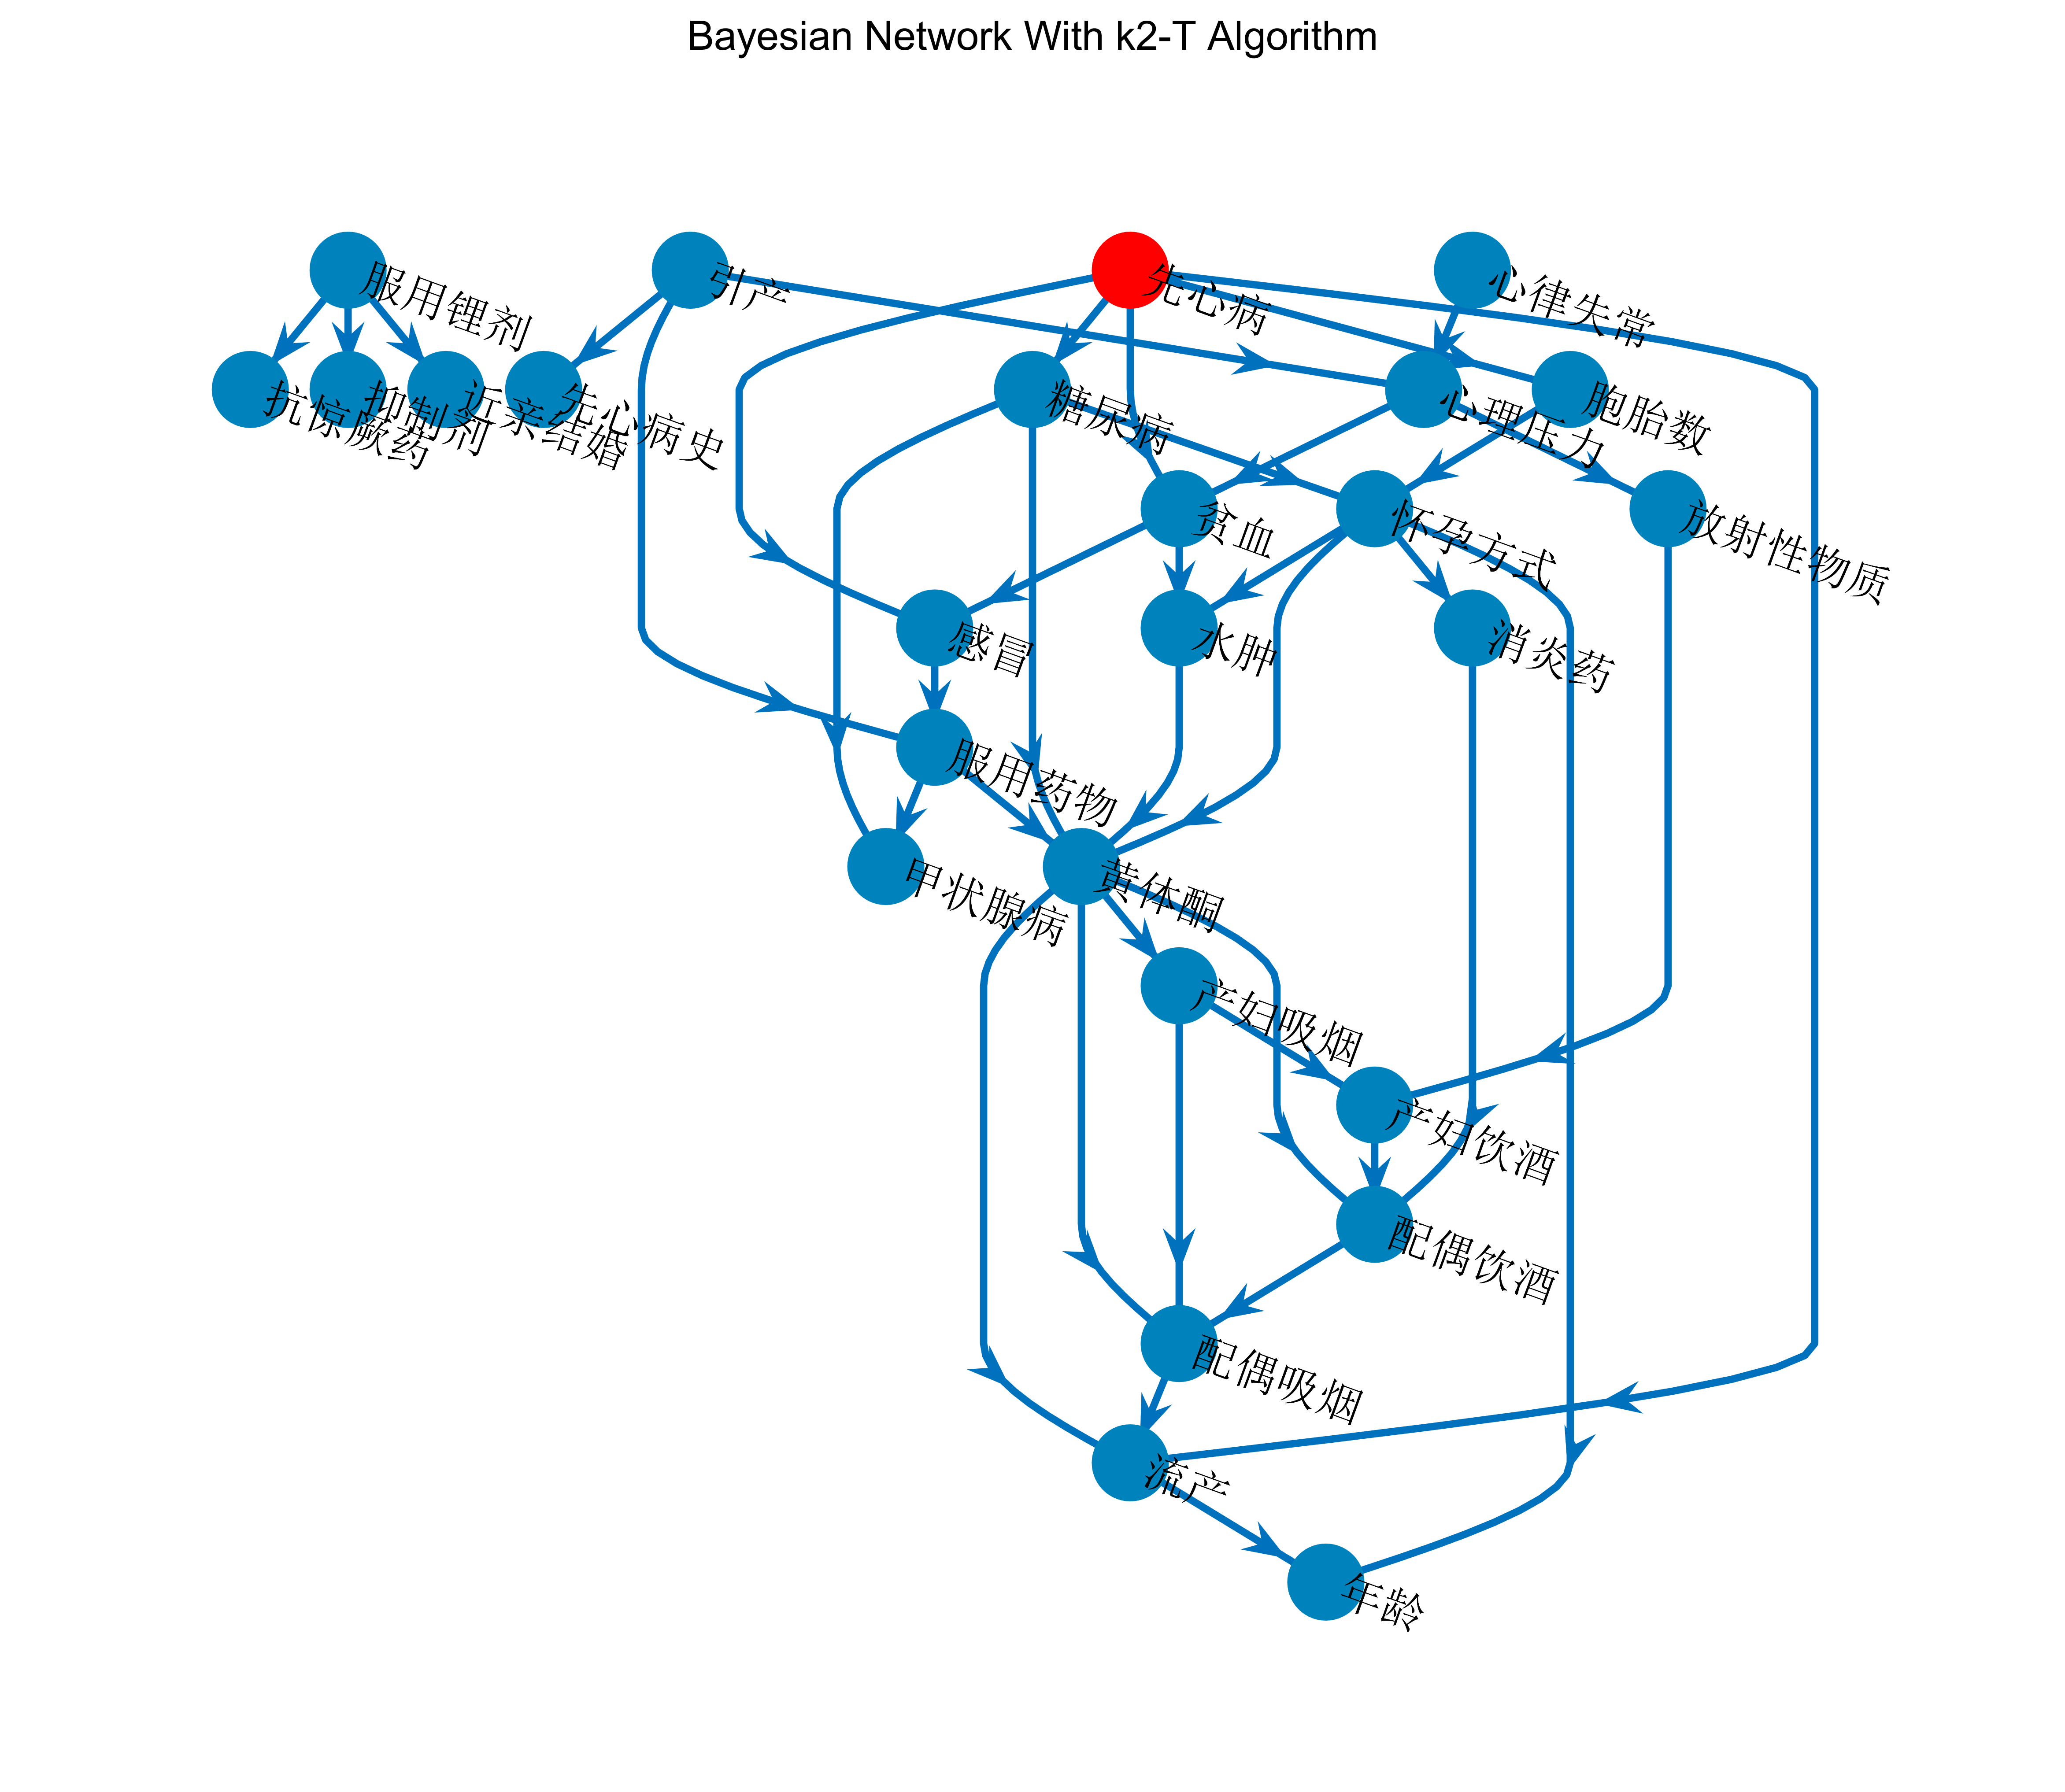 Bayesian Network With k2-T Algorithm
服用锂剂
引产
先心病
心律失常
抗癫痫药
抑制剂
近亲结婚
先心病史
糖尿病
心理压力
胞胎数
贫血
怀孕方式
放射性物质
感冒
水肿
消炎药
服用药物
甲状腺病
苯体酮
产妇吸烟
产妇饮酒
配偶饮酒
配偶吸烟
流产
年龄